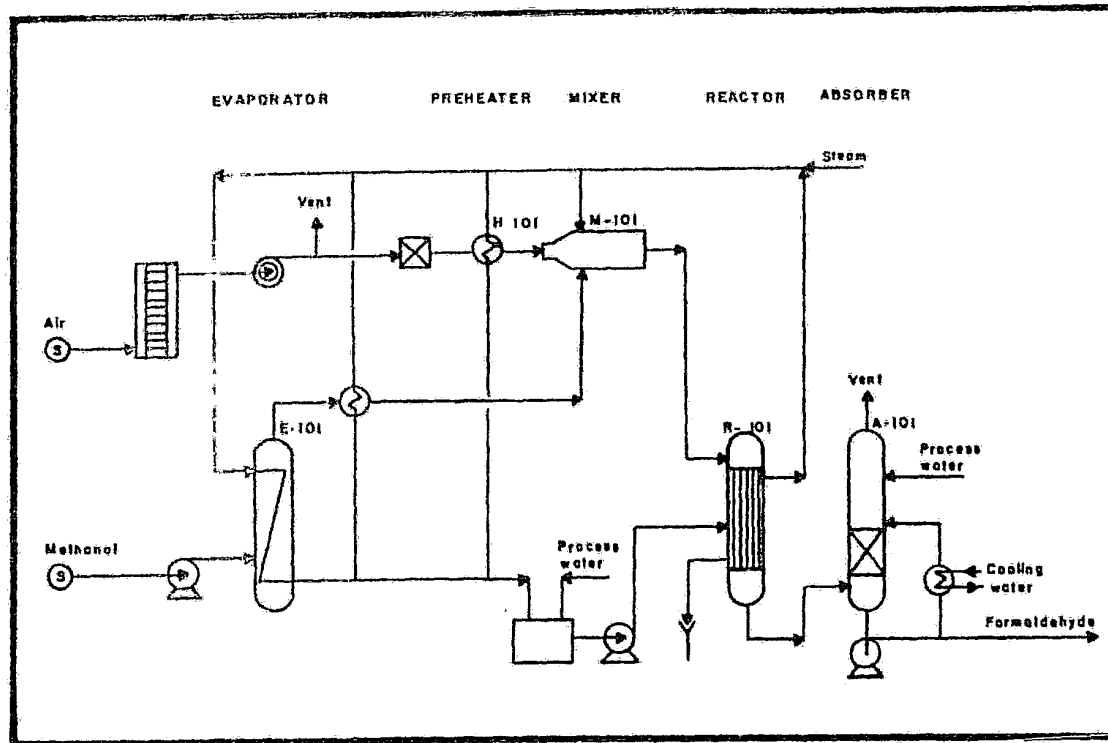 EVAPORATOR PREHEATER MIXER REACTOR ABSORBER
Steam
Vent
H-101
M-101
Air
S
Vent
E-101
R-101
A-101
Process
water
Methanol
S
Process
water
Cooling
water
Formaldehyde